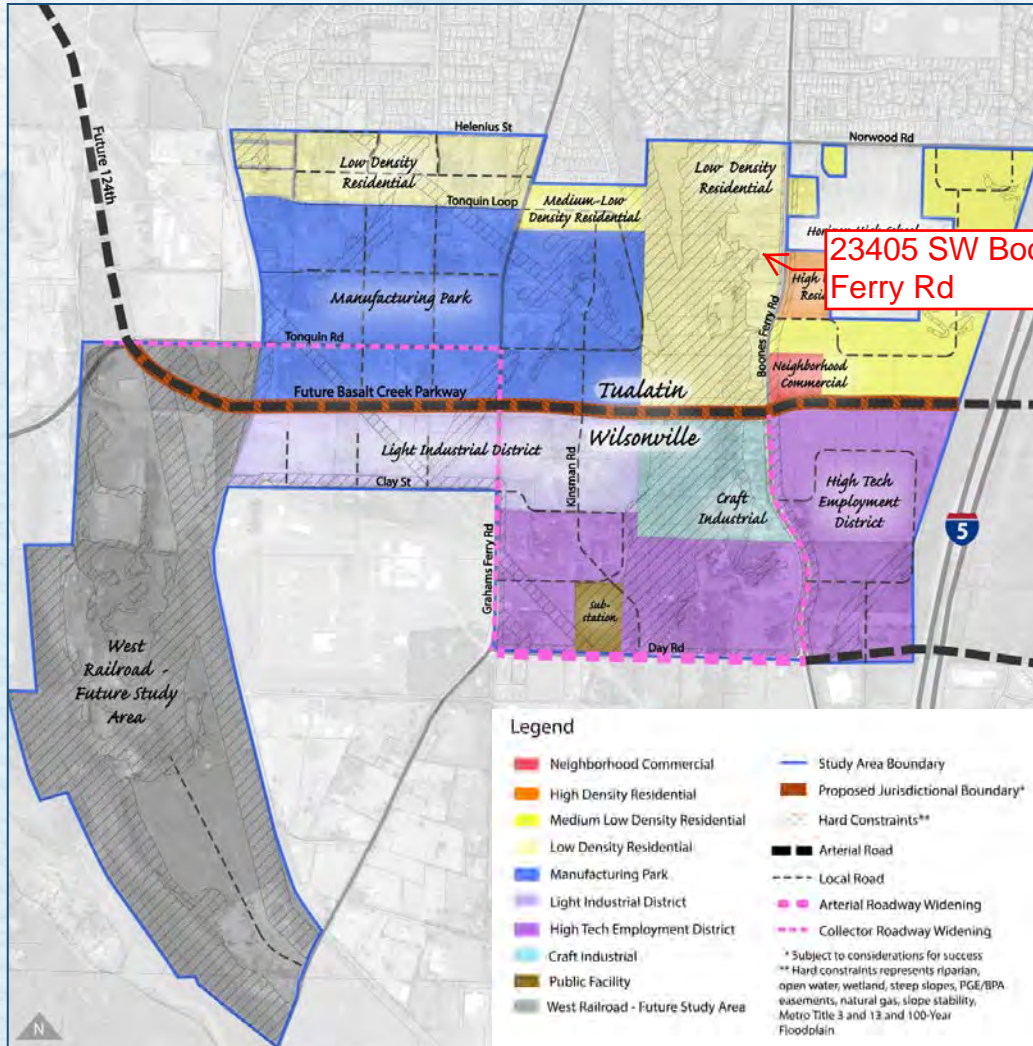 Future 124th
Helenius St
Norwood Rd
Low Density
Residential
Low Density
Residential
Tonquin Loop
Medium-Low
Density Residential
23405 SW Boo
Ferry Rd
High
Manufacturing Park
Boones Ferry Rd
Tonquin Rd
Neighborhood
Commercial
Future Basalt Creek Parkway
Tualatin
Wilsonville
Light Industrial District
Kinsman Rd
Clay St
High Tech
Employment
District
Craft
Industrial
5
Grahams Ferry Rd
Sub-
station
Day Rd
West
Railroad -
Future Study
Area
N
Legend
Neighborhood Commercial
High Density Residential
Medium Low Density Residential
Low Density Residential
Manufacturing Park
Light Industrial District
High Tech Employment District
Craft Industrial
Public Facility
West Railroad - Future Study Area
Study Area Boundary
Proposed Jurisdictional Boundary*
Hard Constraints**
Arterial Road
Local Road
Arterial Roadway Widening
Collector Roadway Widening
* Subject to considerations for success
** Hard constraints represents riparian,
open water, wetland, steep slopes, PGE/BPA
easements, natural gas, slope stability,
Metro Title 3 and 13 and 100-Year
Floodplain